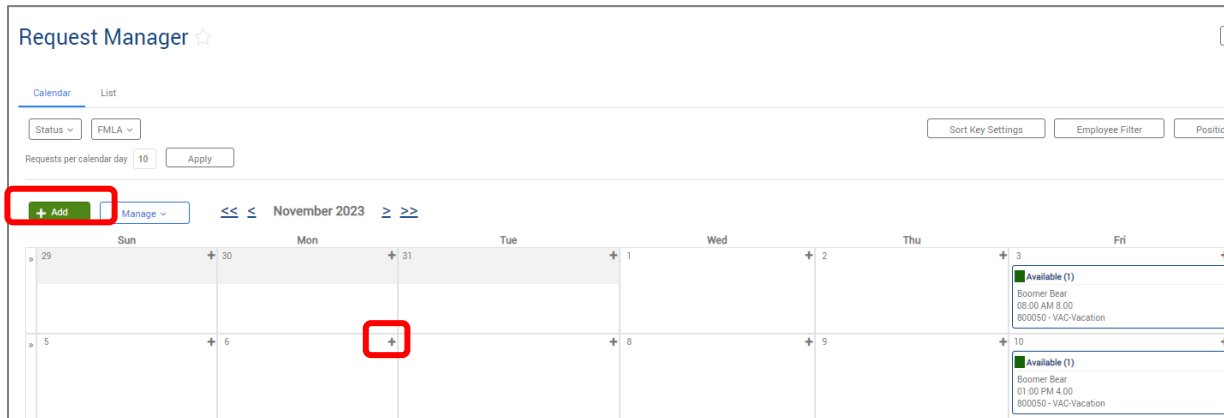 Request Manager
Calendar List
Status FMLA Sort Key Settings Employee Filter
Requests per calendar day 10 Apply
+ Add Manage << < November 2023 > >>
Sun Mon Tue Wed Thu Fri
» 29 + 30 + 31 + 1 + 2 + 3
Available (1)
Boomer Bear
08:00 AM 8.00
800050 - VAC-Vacation
» 5 + 6 + + 8 + 9 + 10
Available (1)
Boomer Bear
01:00 PM 4.00
800050 - VAC-Vacation